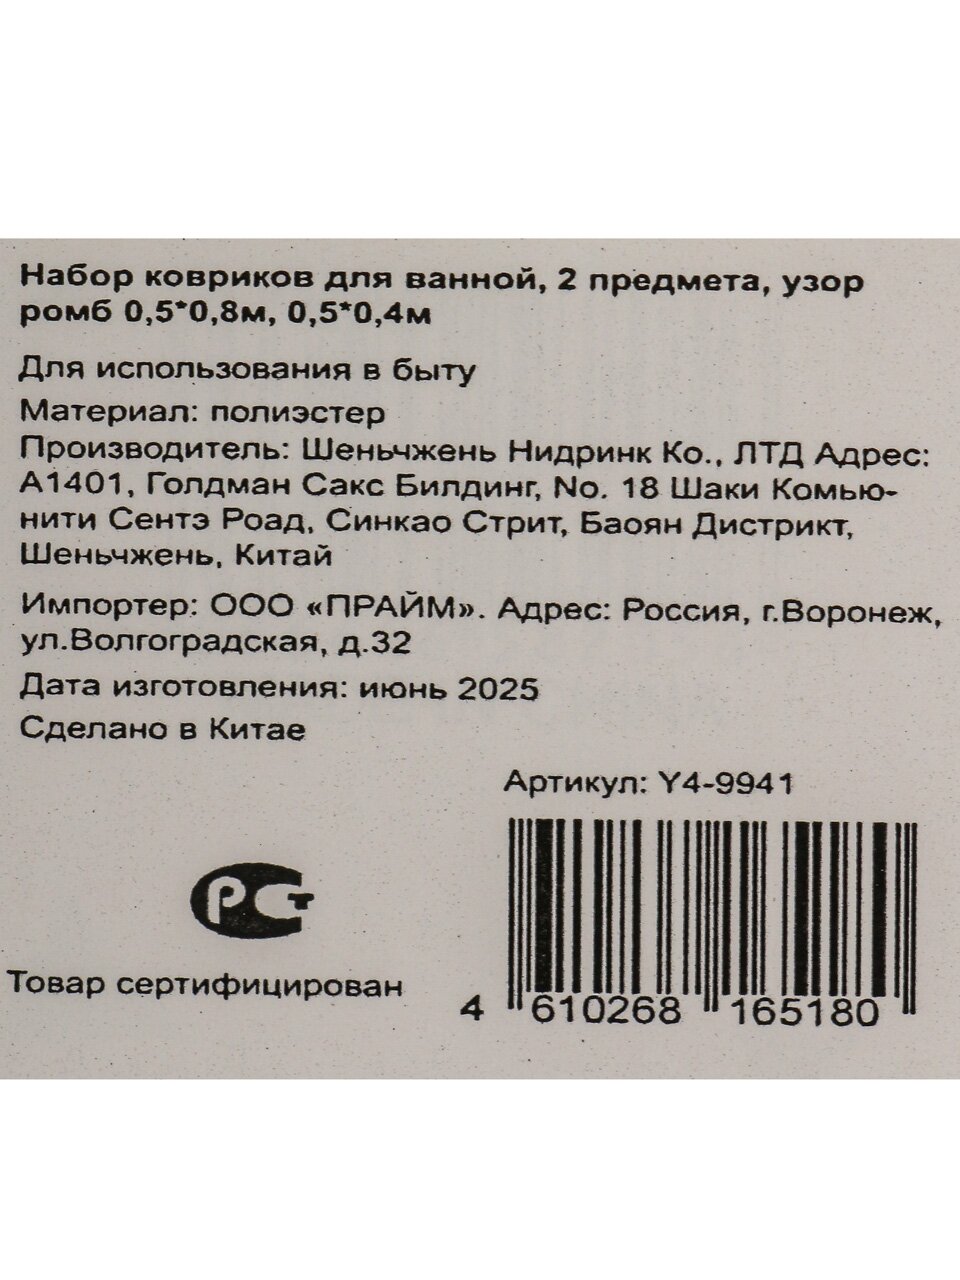 Набор ковриков для ванной, 2 предмета, узор
ромб 0,5*0,8м, 0,5*0,4м
Для использования в быту
Материал: полиэстер
Производитель: Шеньчжень Нидринк Ко., ЛТД Адрес:
А1401, Голдман Сакс Билдинг, No. 18 Шаки Комью-
нити Сентэ Роад, Синкао Стрит, Баоян Дистрикт,
Шеньчжень, Китай
Импортер: ООО «ПРАЙМ». Адрес: Россия, г.Воронеж,
ул.Волгоградская, д.32
Дата изготовления: июнь 2025
Сделано в Китае
Артикул: Y4-9941
РСТ
Товар сертифицирован
4 610268 165180